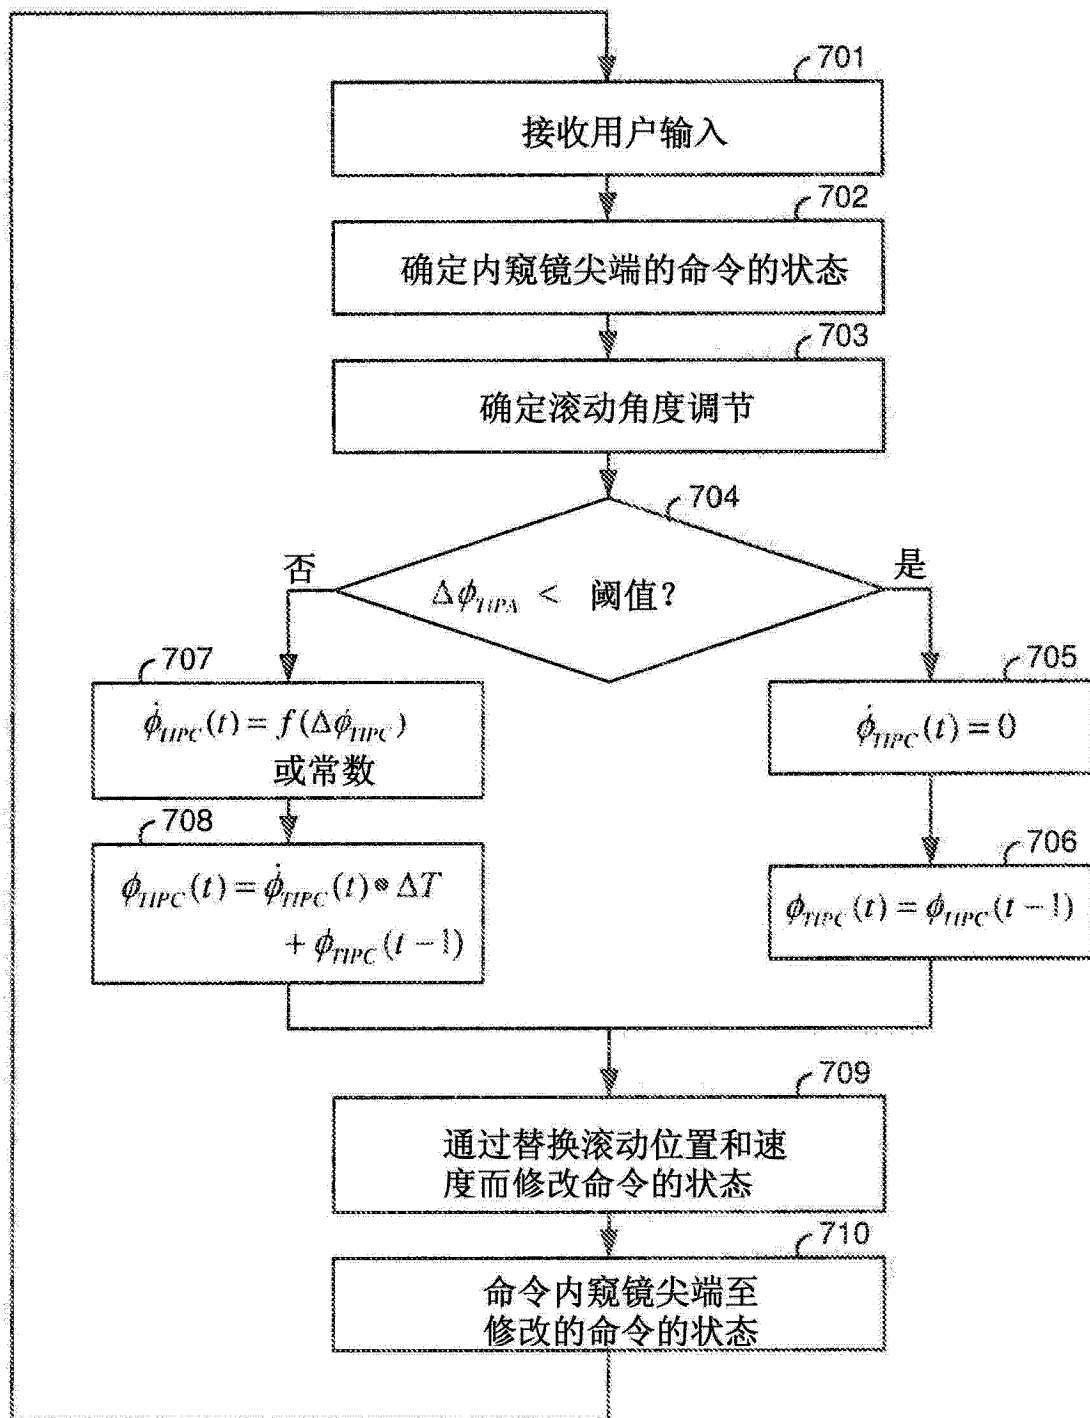 701
接收用户输入
702
确定内窥镜尖端的命令的状态
703
确定滚动角度调节
704
否
是
Δϕ_TIPA < 阈值?
707
ϕ̇_TIPC(t) = f(Δϕ_TIPC)
或常数
705
ϕ̇_TIPC(t) = 0
708
ϕ_TIPC(t) = ϕ̇_TIPC(t) • ΔT
+ ϕ_TIPC(t − 1)
706
ϕ_TIPC(t) = ϕ_TIPC(t − 1)
709
通过替换滚动位置和速
度而修改命令的状态
710
命令内窥镜尖端至
修改的命令的状态